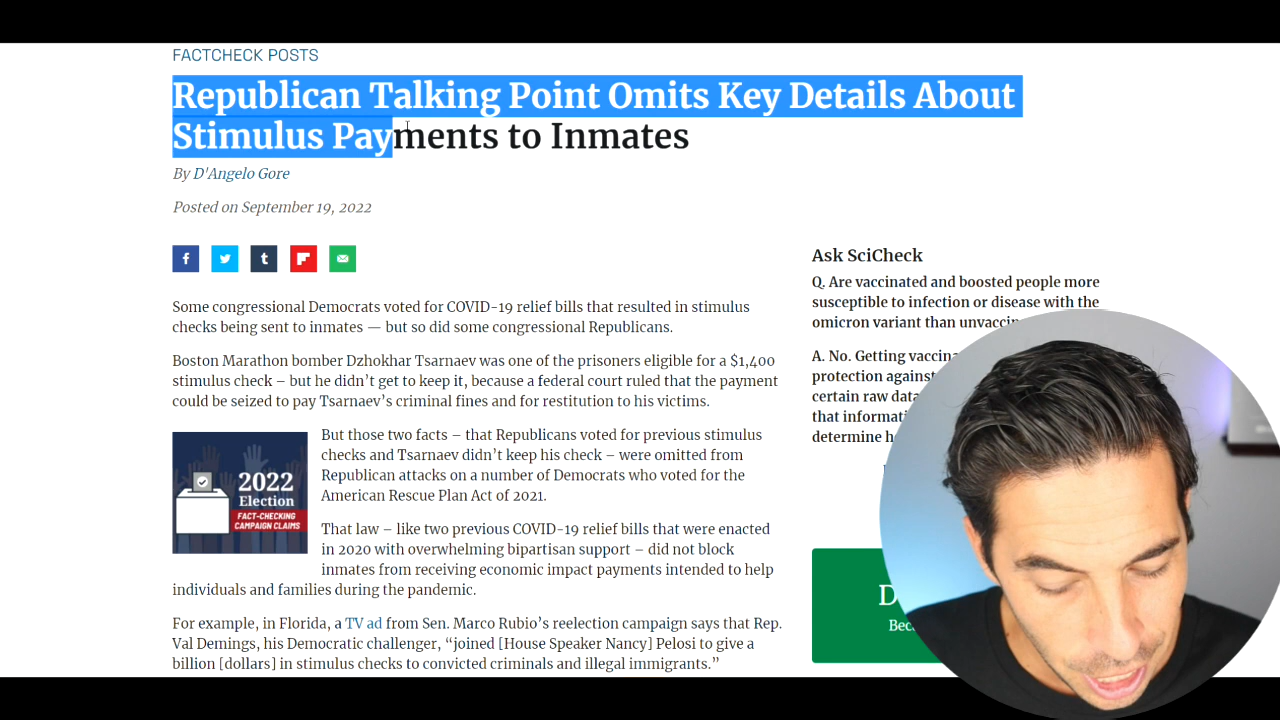 FACTCHECK POSTS
Republican Talking Point Omits Key Details About
Stimulus Payments to Inmates
By D'Angelo Gore
Posted on September 19, 2022
Some congressional Democrats voted for COVID-19 relief bills that resulted in stimulus
checks being sent to inmates — but so did some congressional Republicans.
Boston Marathon bomber Dzhokhar Tsarnaev was one of the prisoners eligible for a $1,400
stimulus check – but he didn’t get to keep it, because a federal court ruled that the payment
could be seized to pay Tsarnaev’s criminal fines and for restitution to his victims.
2022
Election
FACT-CHECKING
CAMPAIGN CLAIMS
But those two facts – that Republicans voted for previous stimulus
checks and Tsarnaev didn’t keep his check – were omitted from
Republican attacks on a number of Democrats who voted for the
American Rescue Plan Act of 2021.
That law – like two previous COVID-19 relief bills that were enacted
in 2020 with overwhelming bipartisan support – did not block
inmates from receiving economic impact payments intended to help
individuals and families during the pandemic.
For example, in Florida, a TV ad from Sen. Marco Rubio’s reelection campaign says that Rep.
Val Demings, his Democratic challenger, “joined [House Speaker Nancy] Pelosi to give a
billion [dollars] in stimulus checks to convicted criminals and illegal immigrants.”
Ask SciCheck
Q. Are vaccinated and boosted people more
susceptible to infection or disease with the
omicron variant than
A. No. Getting
protection against
certain raw
that
determine